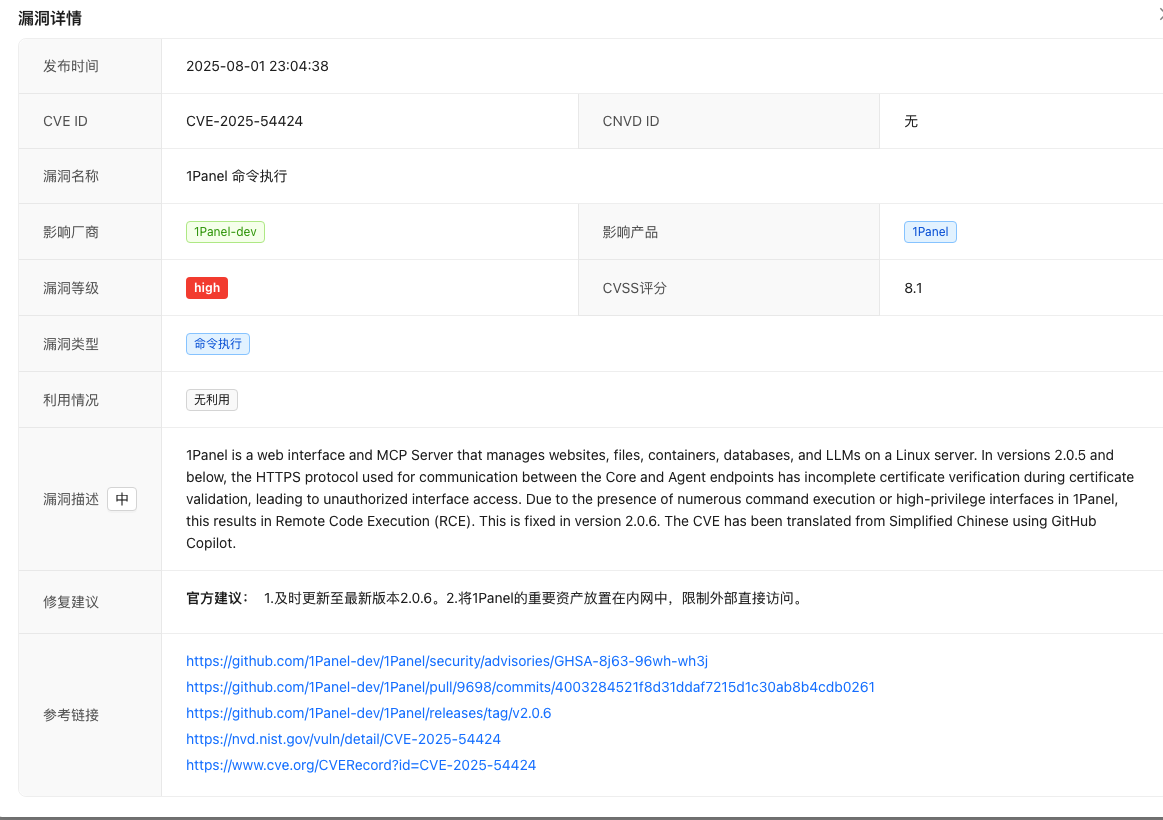 漏洞详情
发布时间 2025-08-01 23:04:38
CVE ID CVE-2025-54424 CNVD ID 无
漏洞名称 1Panel 命令执行
影响厂商 1Panel-dev 影响产品 1Panel
漏洞等级 high CVSS评分 8.1
漏洞类型 命令执行
利用情况 无利用
漏洞描述 中
1Panel is a web interface and MCP Server that manages websites, files, containers, databases, and LLMs on a Linux server. In versions 2.0.5 and
below, the HTTPS protocol used for communication between the Core and Agent endpoints has incomplete certificate verification during certificate
validation, leading to unauthorized interface access. Due to the presence of numerous command execution or high-privilege interfaces in 1Panel,
this results in Remote Code Execution (RCE). This is fixed in version 2.0.6. The CVE has been translated from Simplified Chinese using GitHub
Copilot.
修复建议 官方建议： 1.及时更新至最新版本2.0.6。2.将1Panel的重要资产放置在内网中，限制外部直接访问。
参考链接
https://github.com/1Panel-dev/1Panel/security/advisories/GHSA-8j63-96wh-wh3j
https://github.com/1Panel-dev/1Panel/pull/9698/commits/4003284521f8d31ddaf7215d1c30ab8b4cdb0261
https://github.com/1Panel-dev/1Panel/releases/tag/v2.0.6
https://nvd.nist.gov/vuln/detail/CVE-2025-54424
https://www.cve.org/CVERecord?id=CVE-2025-54424